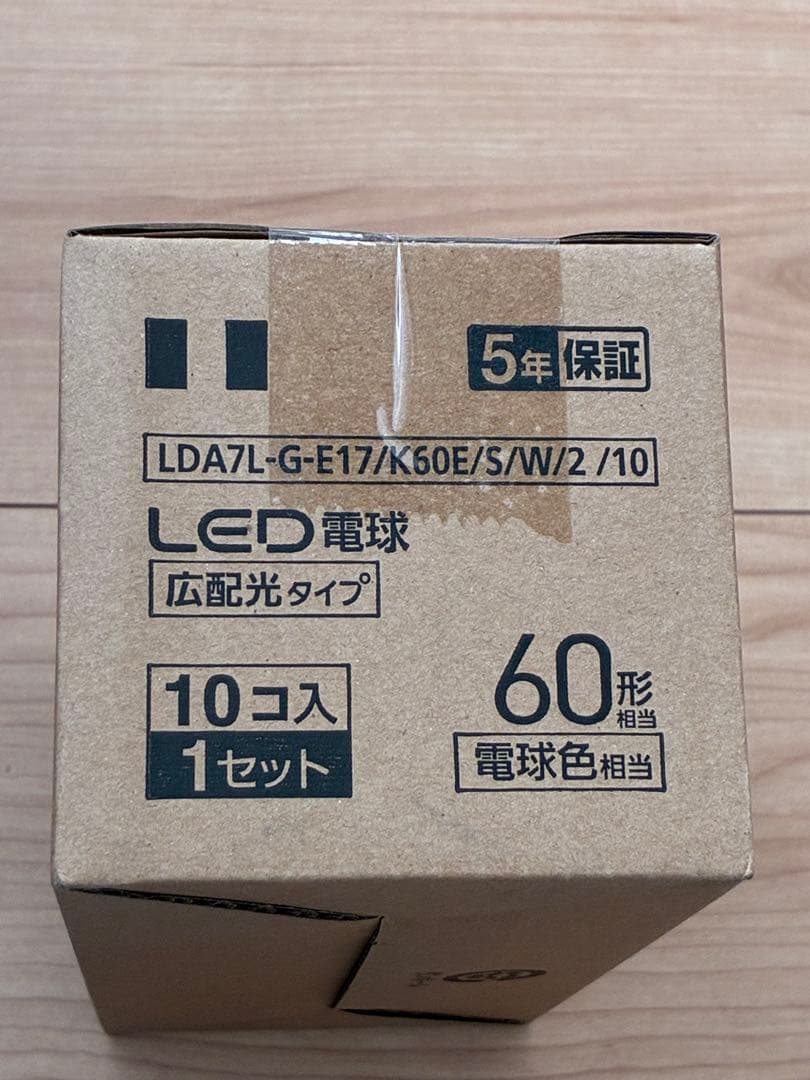 5年保証
LDA7L-G-E17/K60E/S/W/2 /10
LED電球
広配光タイプ
10コ入
1セット
60形
相当
電球色相当